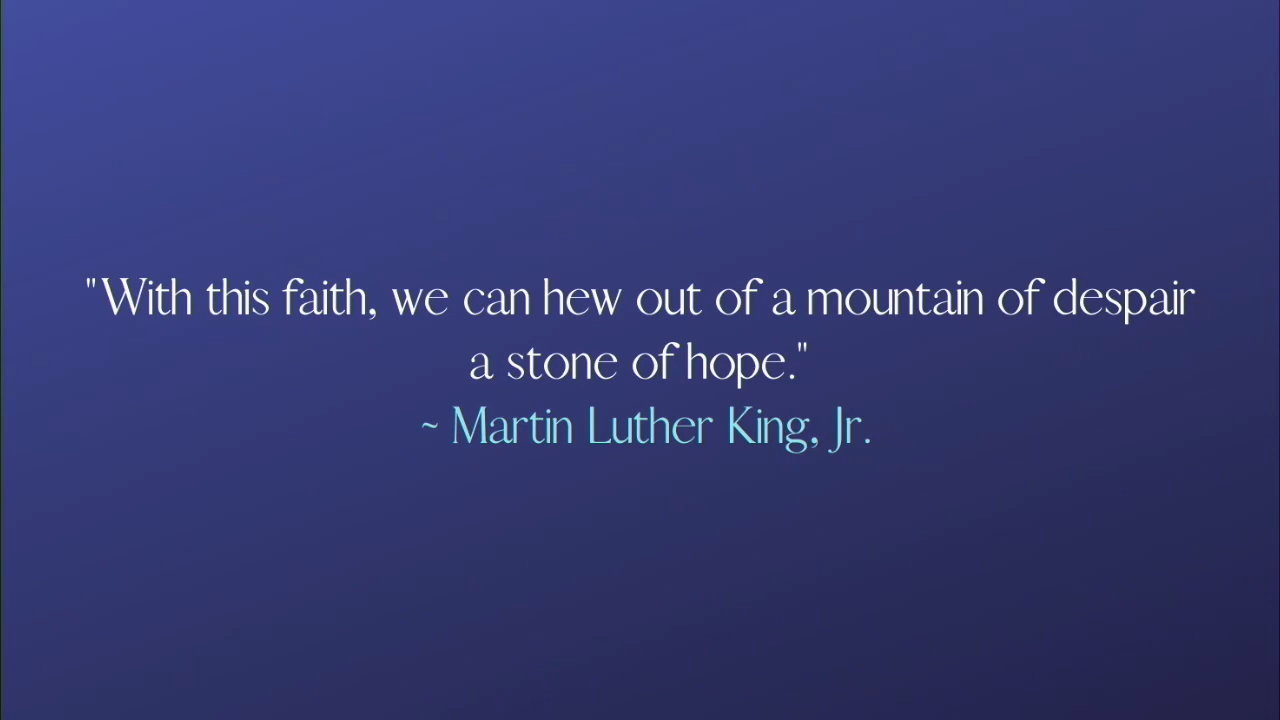 "With this faith, we can hew out of a mountain of despair
a stone of hope."
~ Martin Luther King, Jr.